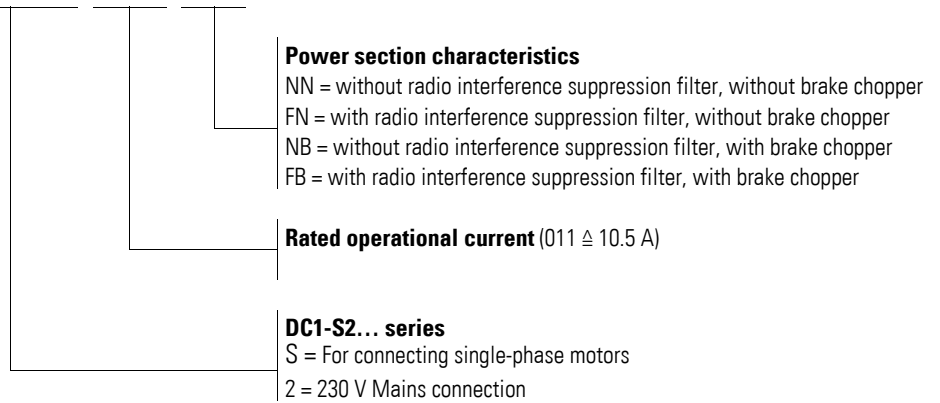 Power section characteristics
NN = without radio interference suppression filter, without brake chopper
FN = with radio interference suppression filter, without brake chopper
NB = without radio interference suppression filter, with brake chopper
FB = with radio interference suppression filter, with brake chopper
Rated operational current (011 ≙ 10.5 A)
DC1-S2… series
S = For connecting single-phase motors
2 = 230 V Mains connection